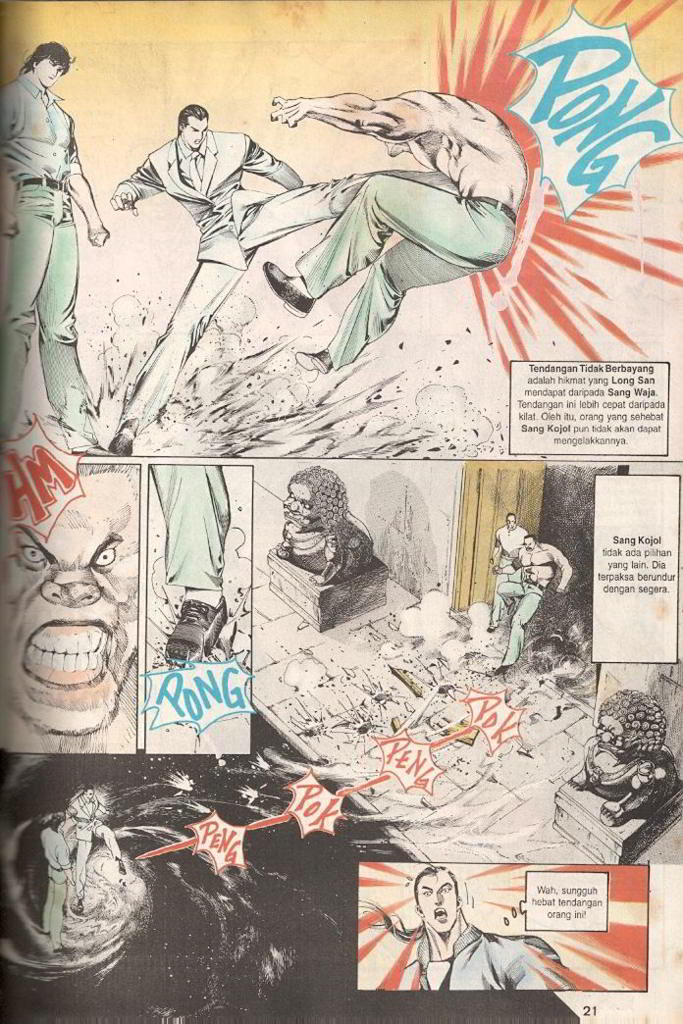 PONG
Tendangan Tidak Berbayang
adalah hikmat yang Long San
mendapat daripada Sang Waja.
Tendangan ini lebih cepat daripada
kilat. Oleh itu, orang yang sehebat
Sang Kojol pun tidak akan dapat
mengelakkannya.
HM
PONG
Sang Kojol
tidak ada pilihan
yang lain. Dia
terpaksa berundur
dengan segera.
POK
PENG
POK
PENG
Wah, sungguh
hebat tendangan
orang ini!
21